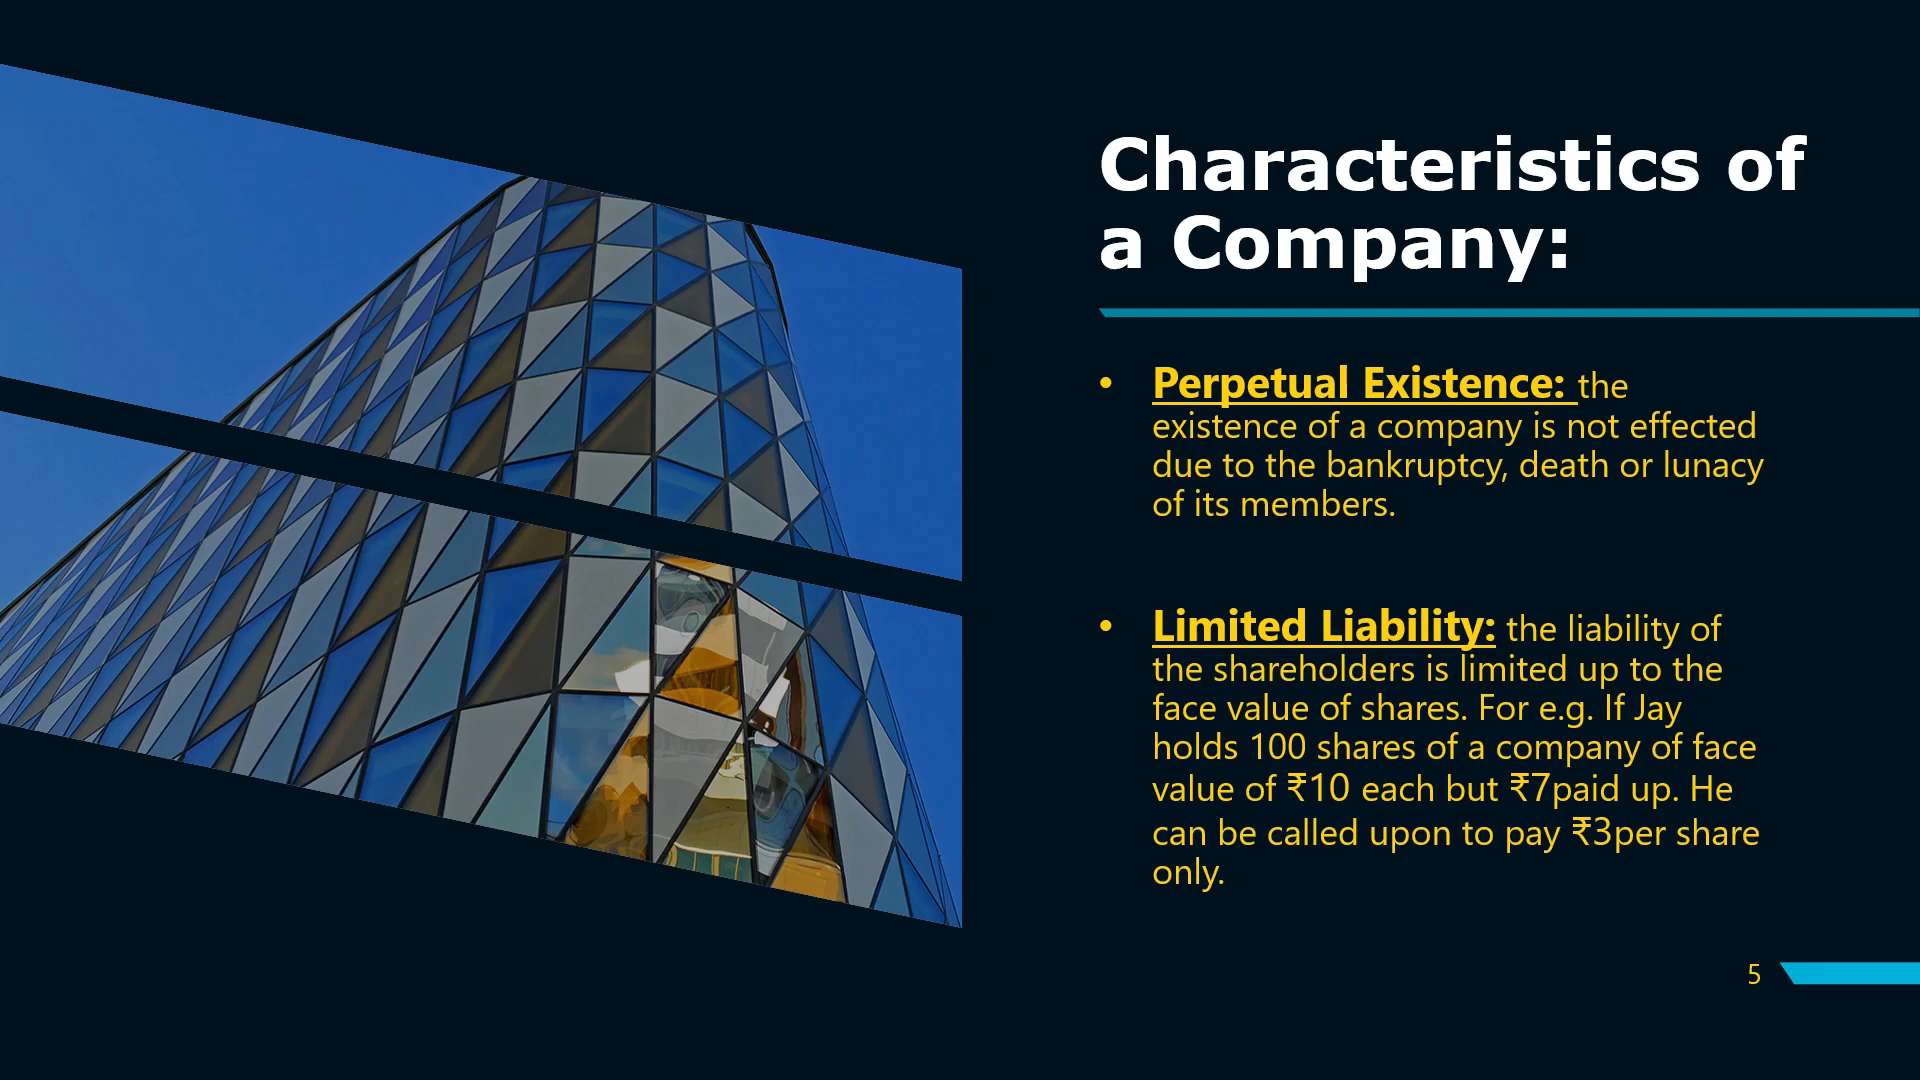 Characteristics of
a Company:
• Perpetual Existence: the
existence of a company is not effected
due to the bankruptcy, death or lunacy
of its members.
• Limited Liability: the liability of
the shareholders is limited up to the
face value of shares. For e.g. If Jay
holds 100 shares of a company of face
value of ₹10 each but ₹7paid up. He
can be called upon to pay ₹3per share
only.
5